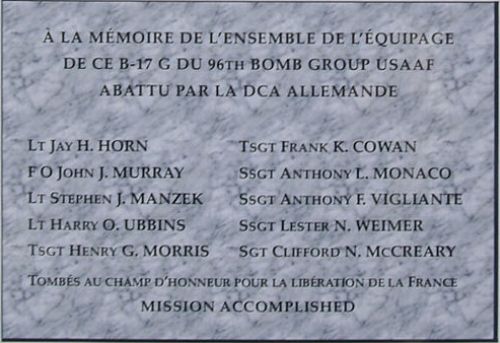 À LA MÉMOIRE DE L'ENSEMBLE DE L'ÉQUIPAGE
DE CE B-17 G DU 96TH BOMB GROUP USAAF
ABATTU PAR LA DCA ALLEMANDE
LT JAY H. HORN
F O JOHN J. MURRAY
LT STEPHEN J. MANZEK
LT HARRY O. UBBINS
TSGT HENRY G. MORRIS
TSGT FRANK K. COWAN
SSGT ANTHONY L. MONACO
SSGT ANTHONY F. VIGLIANTE
SSGT LESTER N. WEIMER
SGT CLIFFORD N. MCCREARY
TOMBÉS AU CHAMP D'HONNEUR POUR LA LIBÉRATION DE LA FRANCE
MISSION ACCOMPLISHED